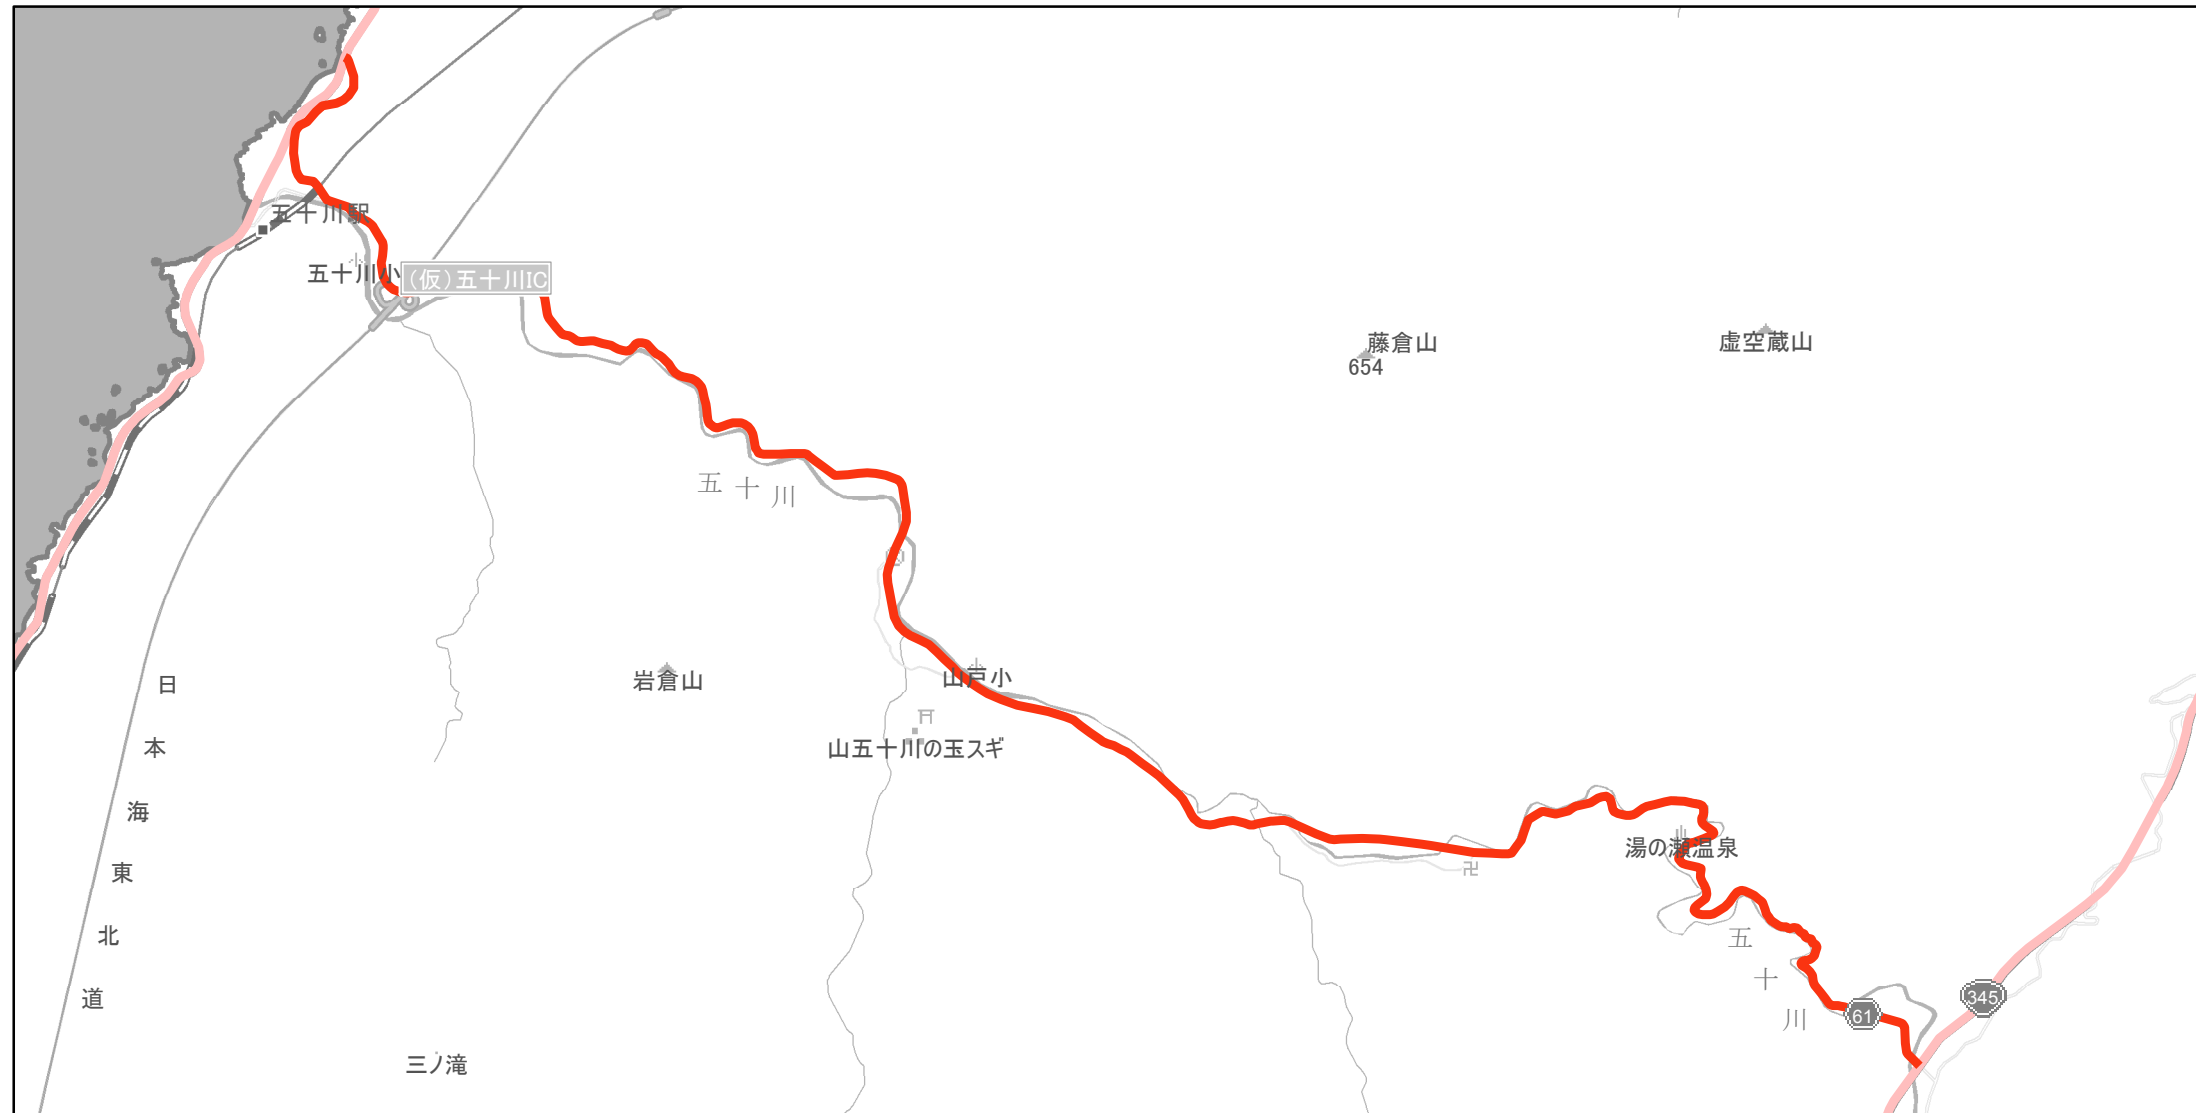 五十川駅
五十川小
(仮)五十川IC
藤倉山
654
虚空蔵山
五十川
岩倉山
山戸小
山五十川の玉スギ
日本海東北道
湯の瀬温泉
五十川
61
345
三ノ滝